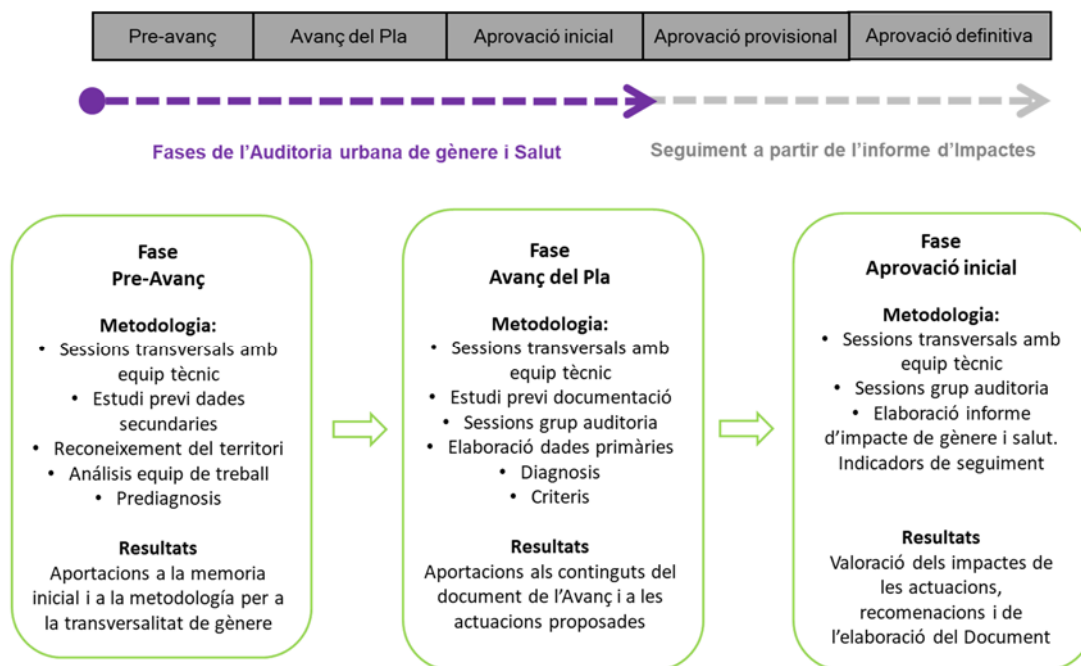 Pre-avanç
Avanç del Pla
Aprovació inicial
Aprovació provisional
Aprovació definitiva
Fases de l’Auditoria urbana de gènere i Salut
Seguiment a partir de l’informe d’Impactes
Fase
Pre-Avanç
Metodologia:
• Sessions transversals amb
equip tècnic
• Estudi previ dades
secundaries
• Reconeixement del territori
• Análisis equip de treball
• Prediagnosis
Resultats
Aportacions a la memoria
inicial i a la metodología per a
la transversalitat de gènere
Fase
Avanç del Pla
Metodologia:
• Sessions transversals amb
equip tècnic
• Estudi previ documentació
• Sessions grup auditoria
• Elaboració dades primàries
• Diagnosis
• Criteris
Resultats
Aportacions als continguts del
document de l’Avanç i a les
actuacions proposades
Fase
Aprovació inicial
Metodologia:
• Sessions transversals amb
equip tècnic
• Sessions grup auditoria
• Elaboració informe
d’impacte de gènere i salut.
Indicadors de seguiment
Resultats
Valoració dels impactes de
les actuacions,
recomenacions i de
l’elaboració del Document